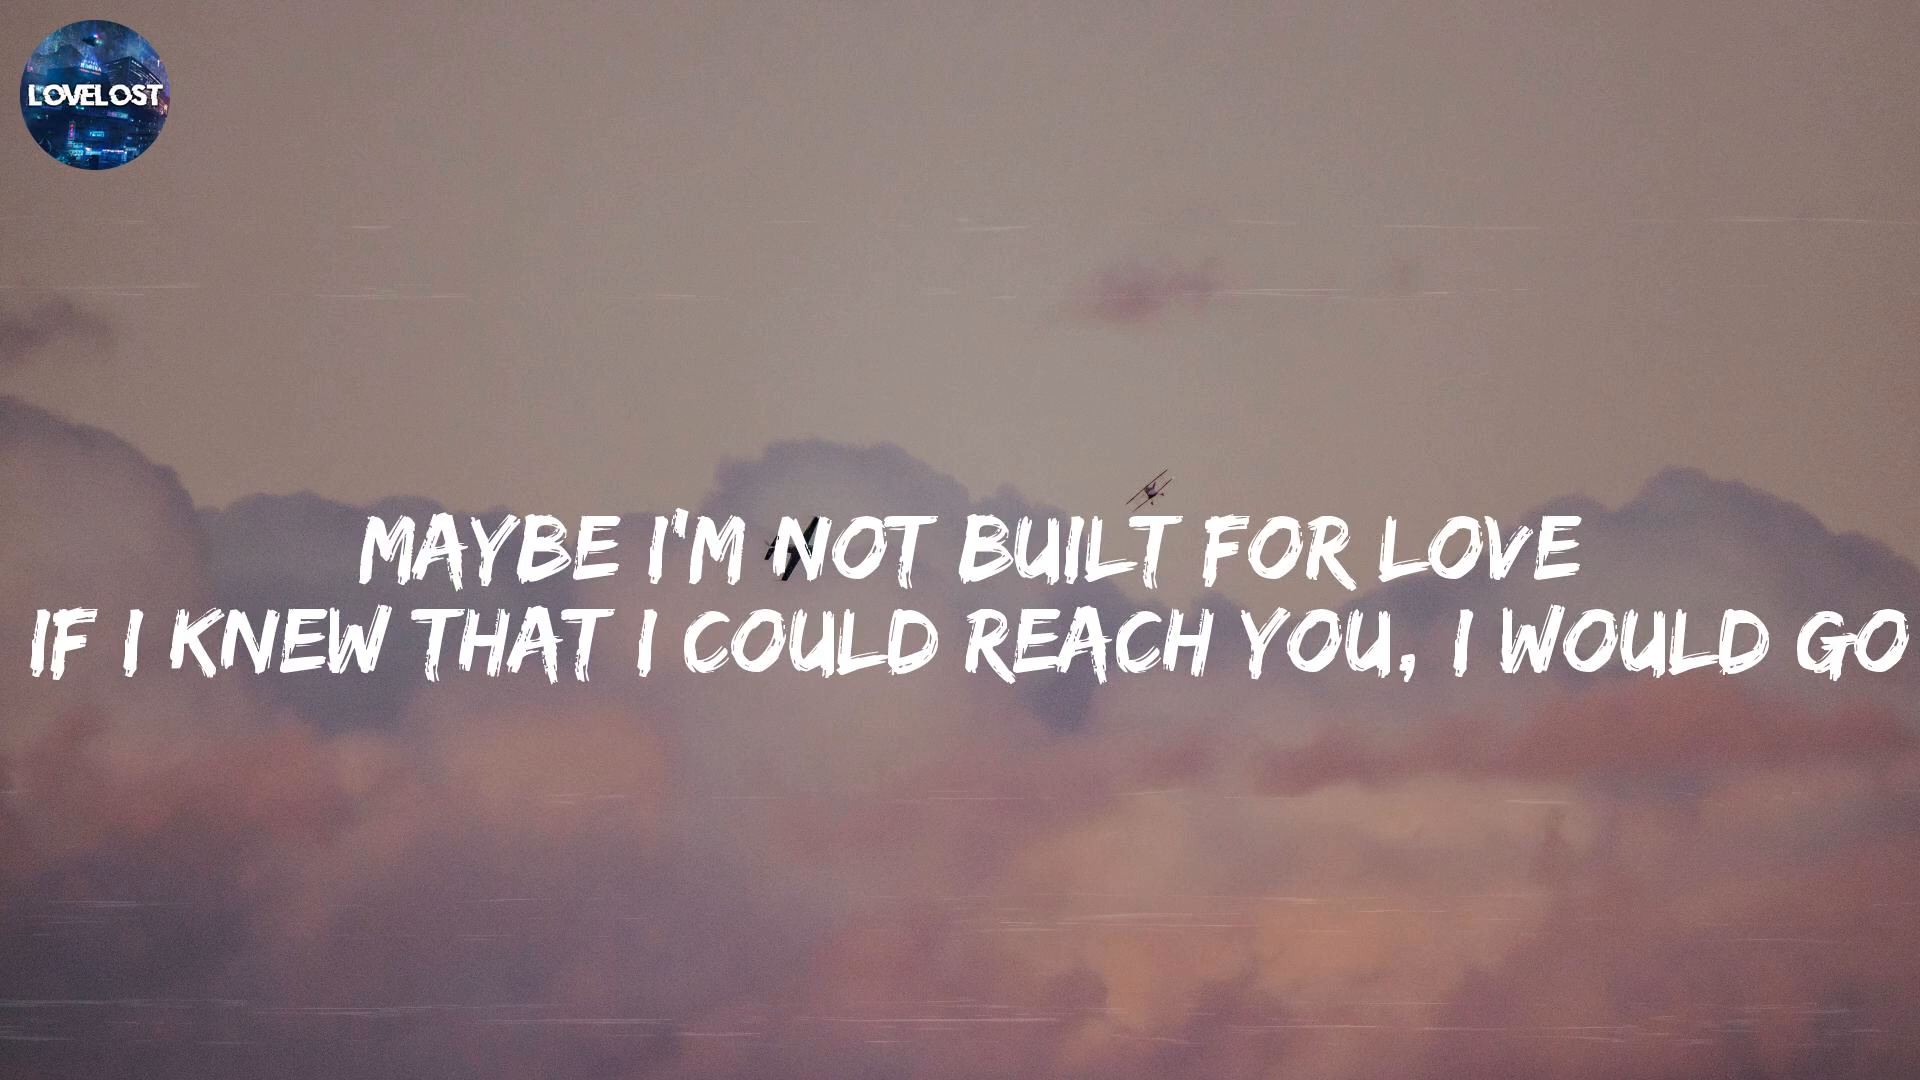 LOVELOST
MAYBE I'M NOT BUILT FOR LOVE
IF I KNEW THAT I COULD REACH YOU, I WOULD GO